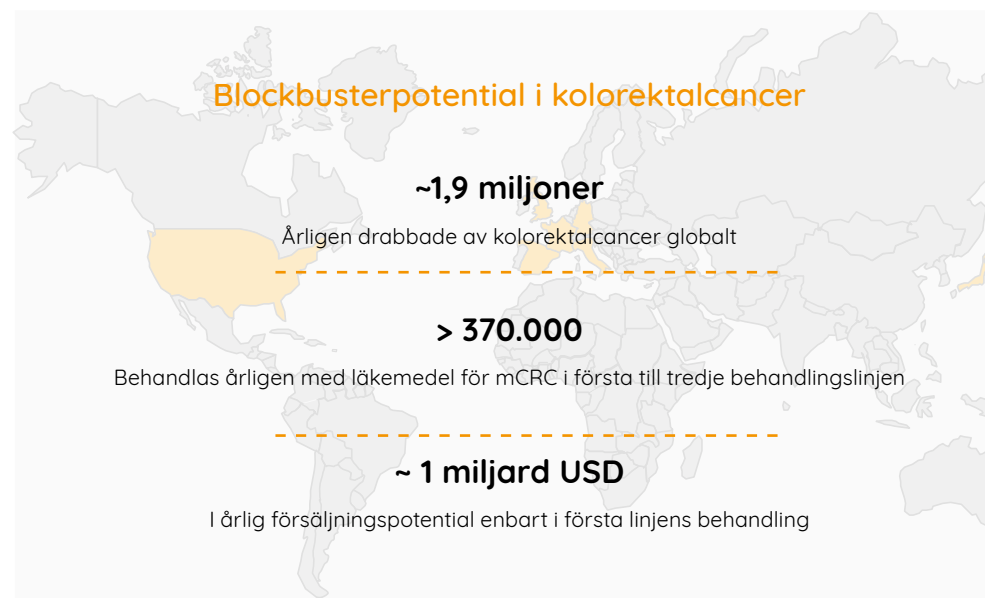 Blockbusterpotential i kolorektalcancer
~1,9 miljoner
Årligen drabbade av kolorektalcancer globalt
> 370.000
Behandlas årligen med läkemedel för mCRC i första till tredje behandlingslinjen
~ 1 miljard USD
I årlig försäljningspotential enbart i första linjens behandling